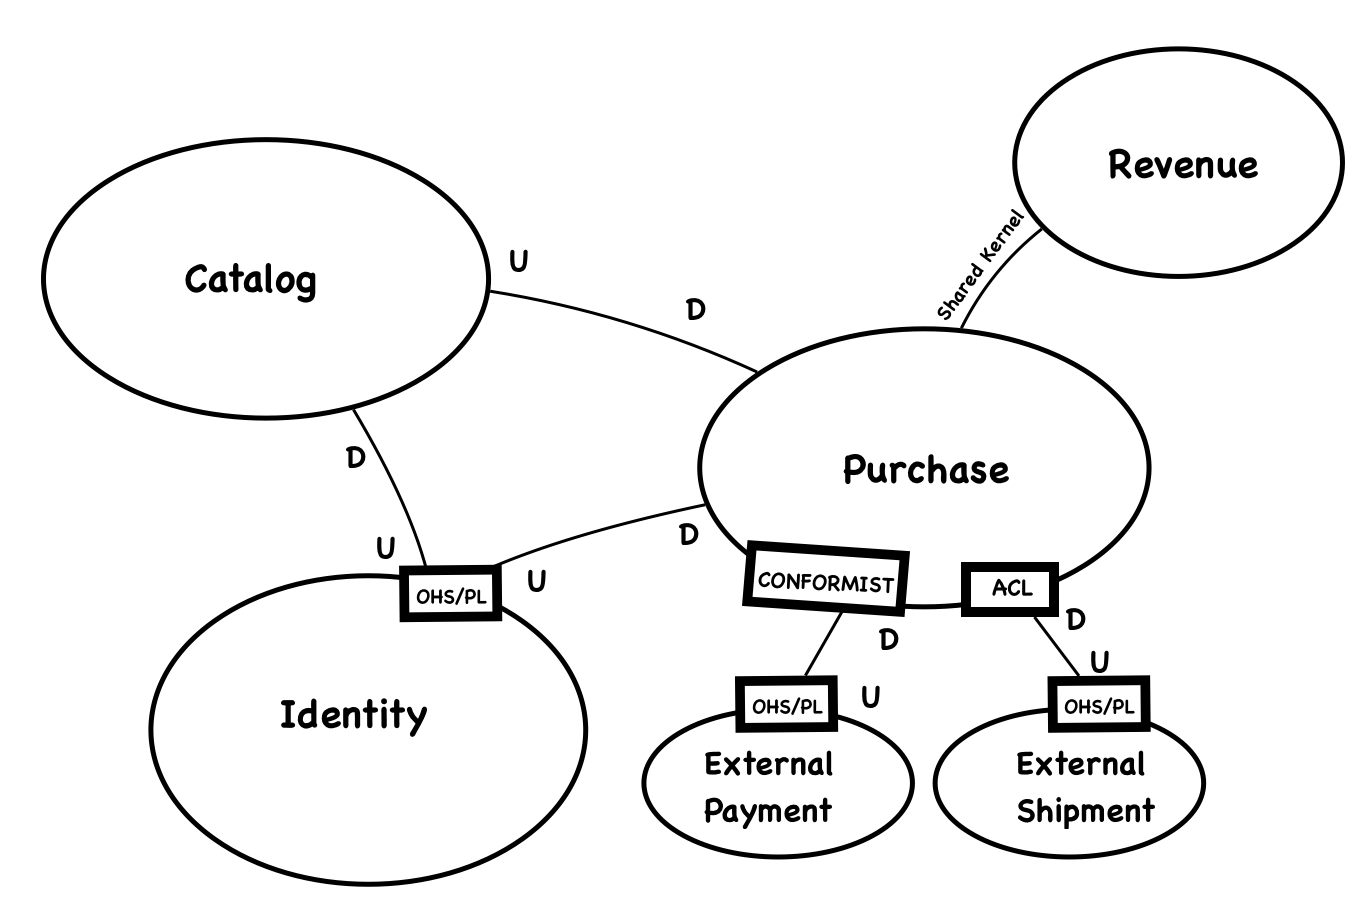 Revenue
Shared Kernel
U
Catalog
D
D
Purchase
D
U
U
D
OHS/PL
CONFORMIST
ACL
D
D
U
Identity
OHS/PL
U
OHS/PL
External
Payment
External
Shipment